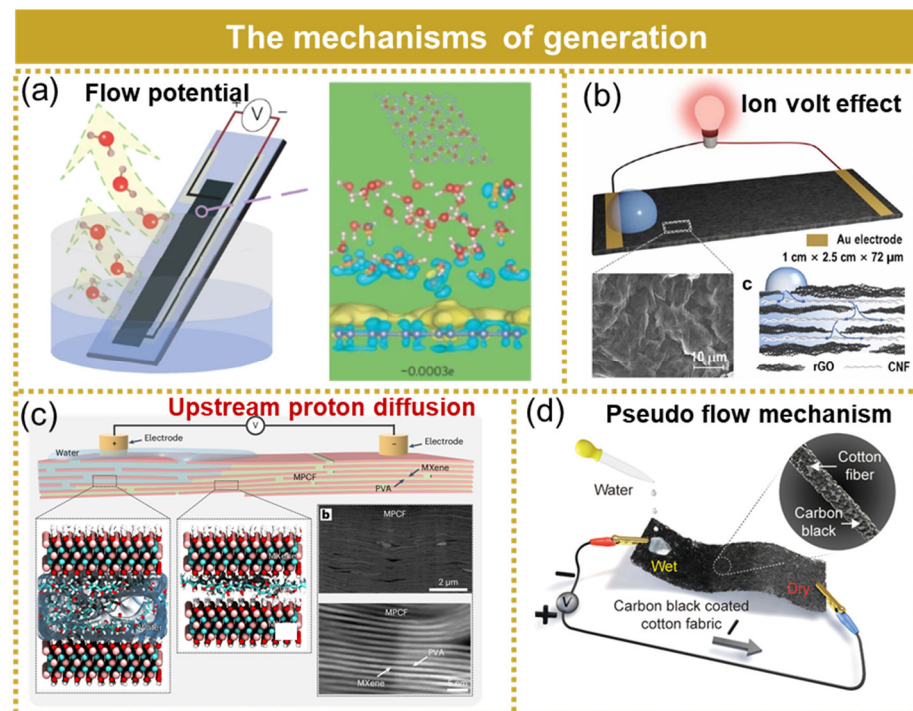 The mechanisms of generation
(a)
Flow potential
+
V
−
−0.0003e
(b)
Ion volt effect
Au electrode
1 cm × 2.5 cm × 72 μm
10 μm
c
rGO
CNF
(c)
Upstream proton diffusion
V
Electrode
Electrode
+
−
Water
MXene
MPCF
PVA
MXene
Water
b
MPCF
2 μm
MPCF
PVA
MXene
(d)
Pseudo flow mechanism
Cotton
fiber
Carbon
black
Water
Wet
Dry
−
V
+
Carbon black coated
cotton fabric
I